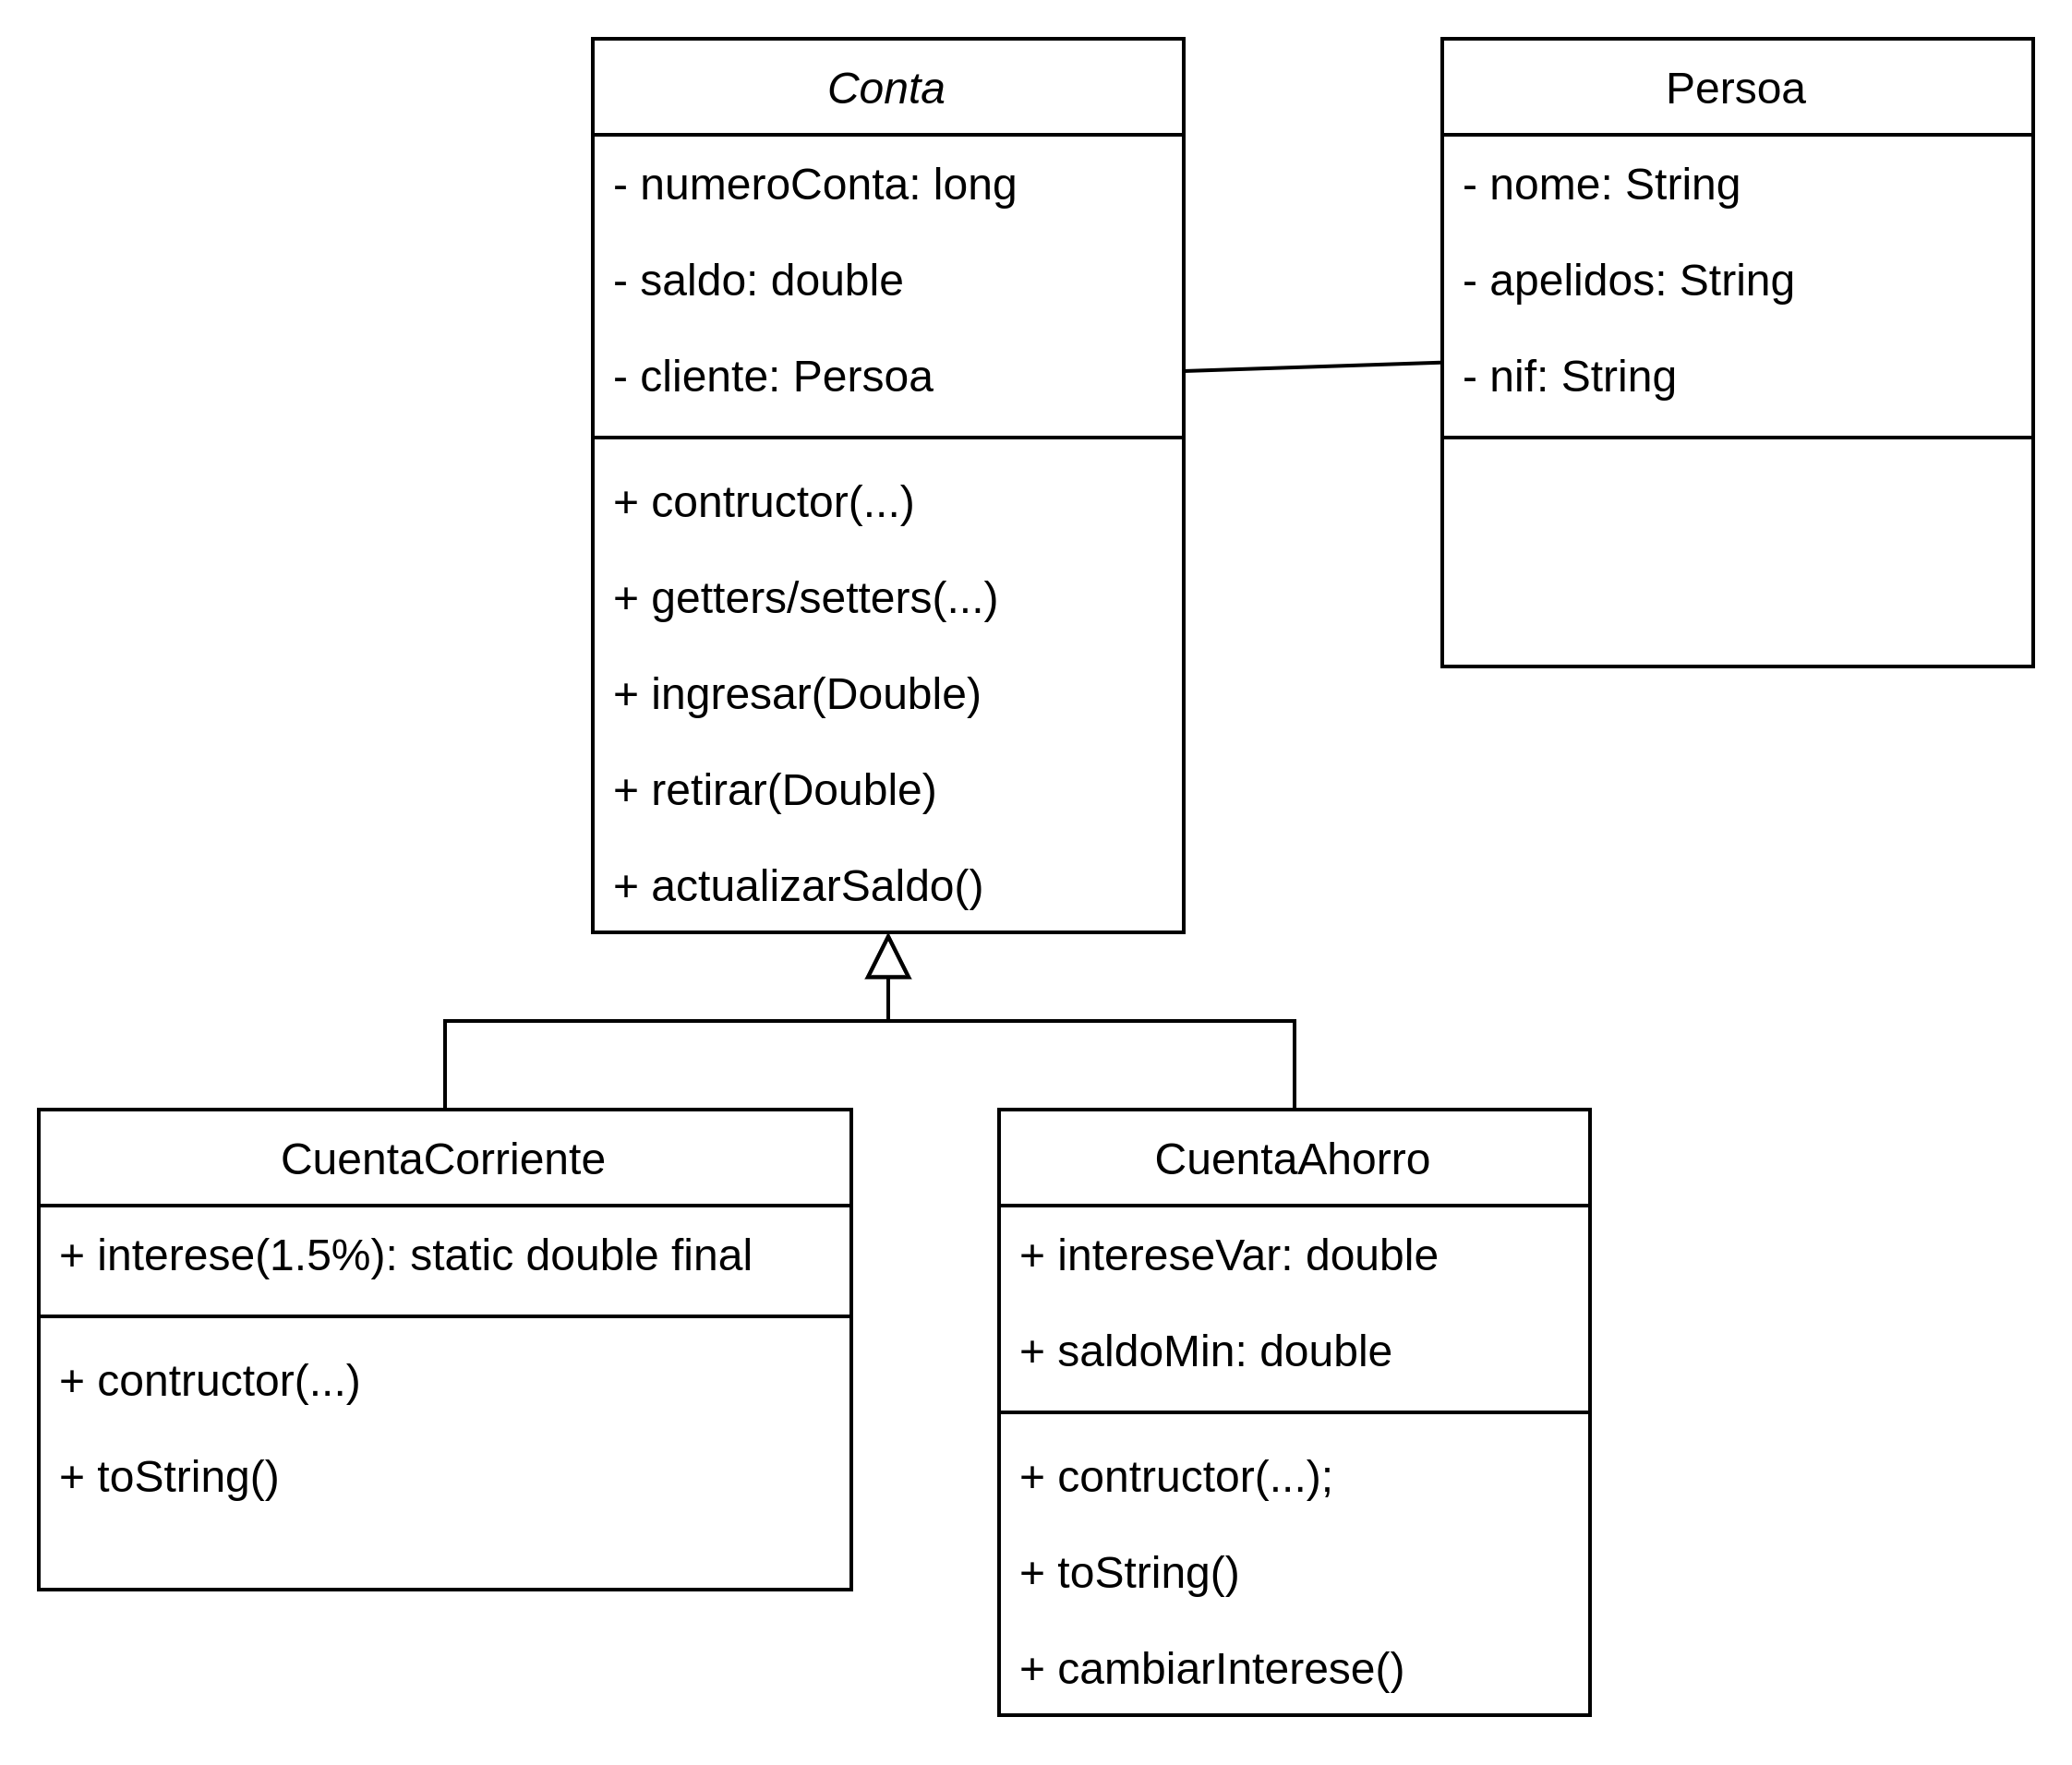 Conta
- numeroConta: long
- saldo: double
- cliente: Persoa
+ contructor(...)
+ getters/setters(...)
+ ingresar(Double)
+ retirar(Double)
+ actualizarSaldo()
Persoa
- nome: String
- apelidos: String
- nif: String
CuentaCorriente
+ interese(1.5%): static double final
+ contructor(...)
+ toString()
CuentaAhorro
+ intereseVar: double
+ saldoMin: double
+ contructor(...);
+ toString()
+ cambiarInterese()